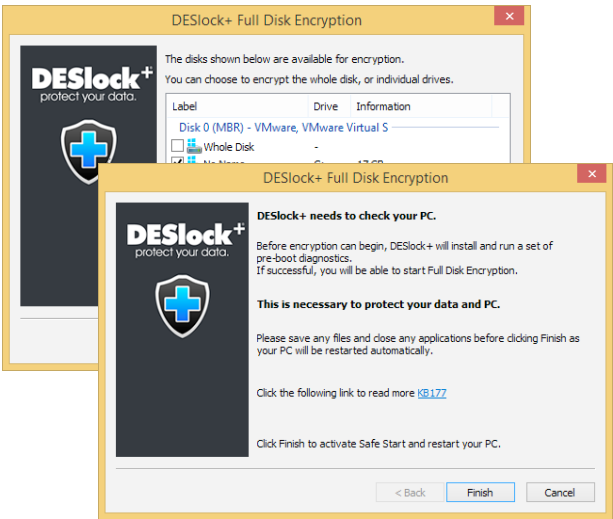 DESlock+ Full Disk Encryption
DESlock+
protect your data.
The disks shown below are available for encryption.
You can choose to encrypt the whole disk, or individual drives.
Label Drive Information
Disk 0 (MBR) - VMware, VMware Virtual S
Whole Disk -
DESlock+ Full Disk Encryption
DESlock+
protect your data.
DESlock+ needs to check your PC.
Before encryption can begin, DESlock+ will install and run a set of
pre-boot diagnostics.
If successful, you will be able to start Full Disk Encryption.
This is necessary to protect your data and PC.
Please save any files and close any applications before clicking Finish as
your PC will be restarted automatically.
Click the following link to read more KB177
Click Finish to activate Safe Start and restart your PC.
< Back Finish Cancel